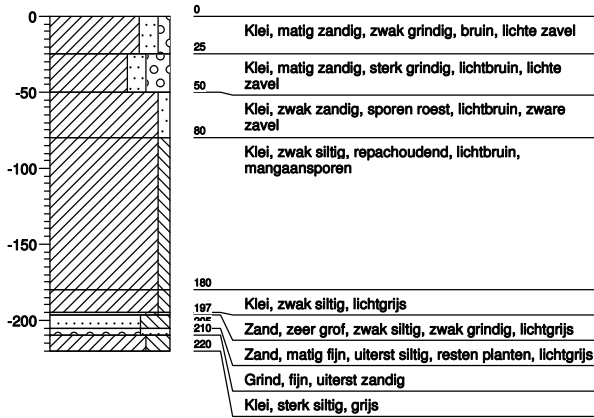 0
0
Klei, matig zandig, zwak grindig, bruin, lichte zavel
25
Klei, matig zandig, sterk grindig, lichtbruin, lichte
zavel
-50
50
Klei, zwak zandig, sporen roest, lichtbruin, zware
zavel
80
Klei, zwak siltig, repachoudend, lichtbruin,
mangaansporen
-100
-150
180
Klei, zwak siltig, lichtgrijs
-200
197
Zand, zeer grof, zwak siltig, zwak grindig, lichtgrijs
210
Zand, matig fijn, uiterst siltig, resten planten, lichtgrijs
220
Grind, fijn, uiterst zandig
Klei, sterk siltig, grijs